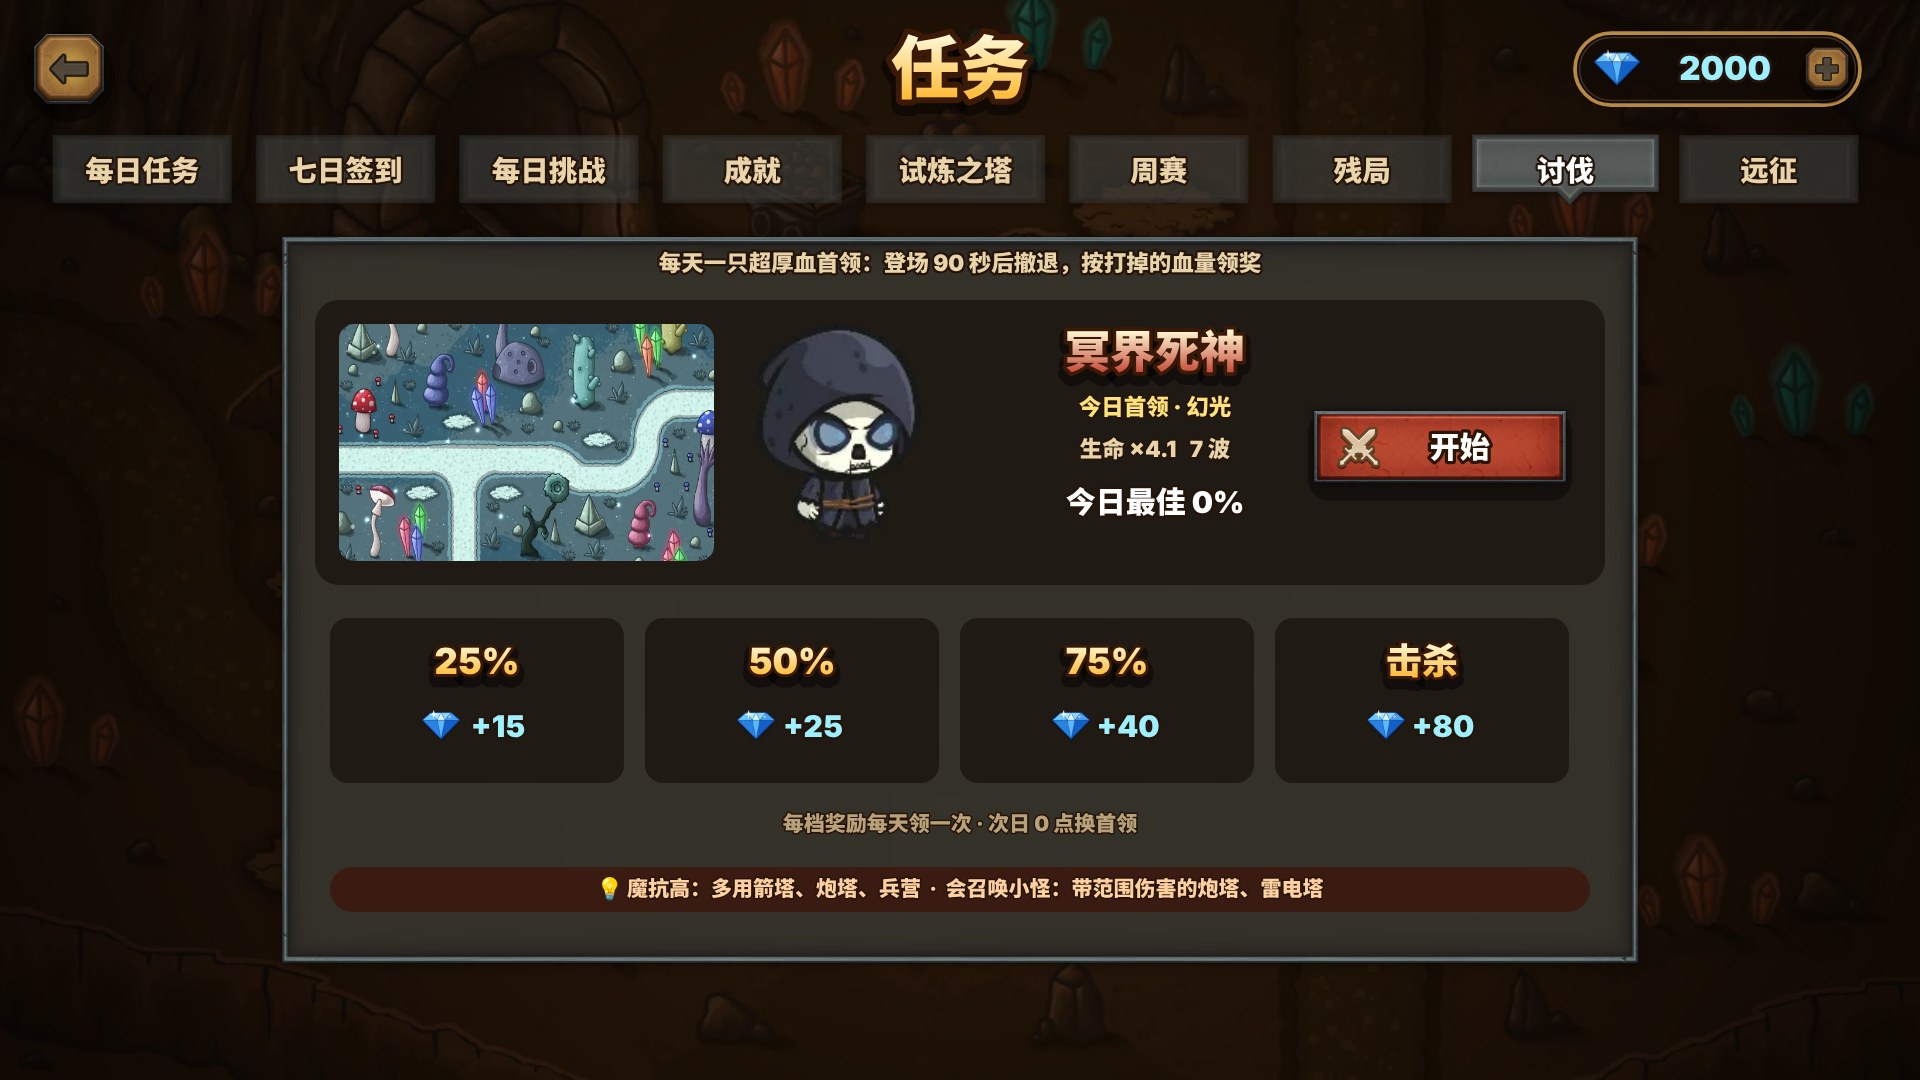 任务
2000
每日任务
七日签到
每日挑战
成就
试炼之塔
周赛
残局
讨伐
远征
每天一只超厚血首领：登场 90 秒后撤退，按打掉的血量领奖
冥界死神
今日首领 · 幻光
生命 ×4.1 7 波
今日最佳 0%
开始
25%
+15
50%
+25
75%
+40
击杀
+80
每档奖励每天领一次 · 次日 0 点换首领
💡 魔抗高：多用箭塔、炮塔、兵营 · 会召唤小怪：带范围伤害的炮塔、雷电塔